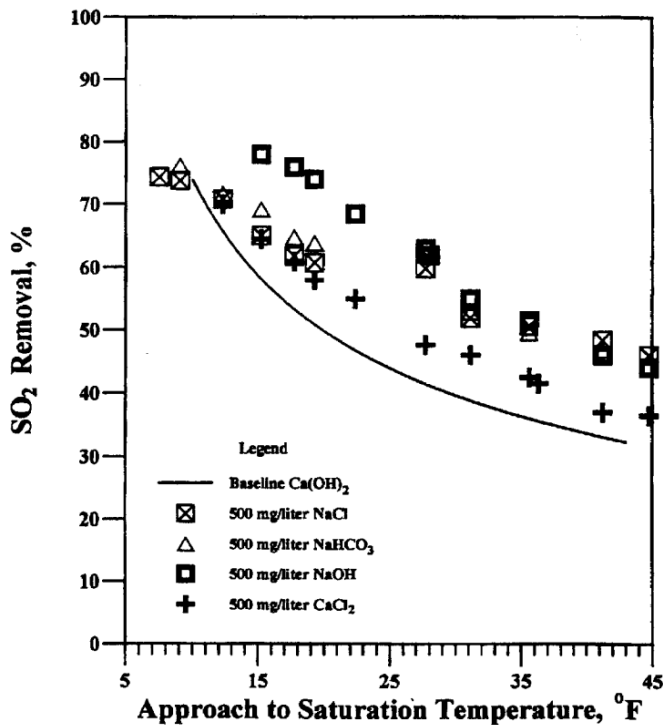 100
90
80
70
60
50
40
30
20
10
0
SO₂ Removal, %
Legend
Baseline Ca(OH)₂
500 mg/liter NaCl
500 mg/liter NaHCO₃
500 mg/liter NaOH
500 mg/liter CaCl₂
5 15 25 35 45
Approach to Saturation Temperature, °F